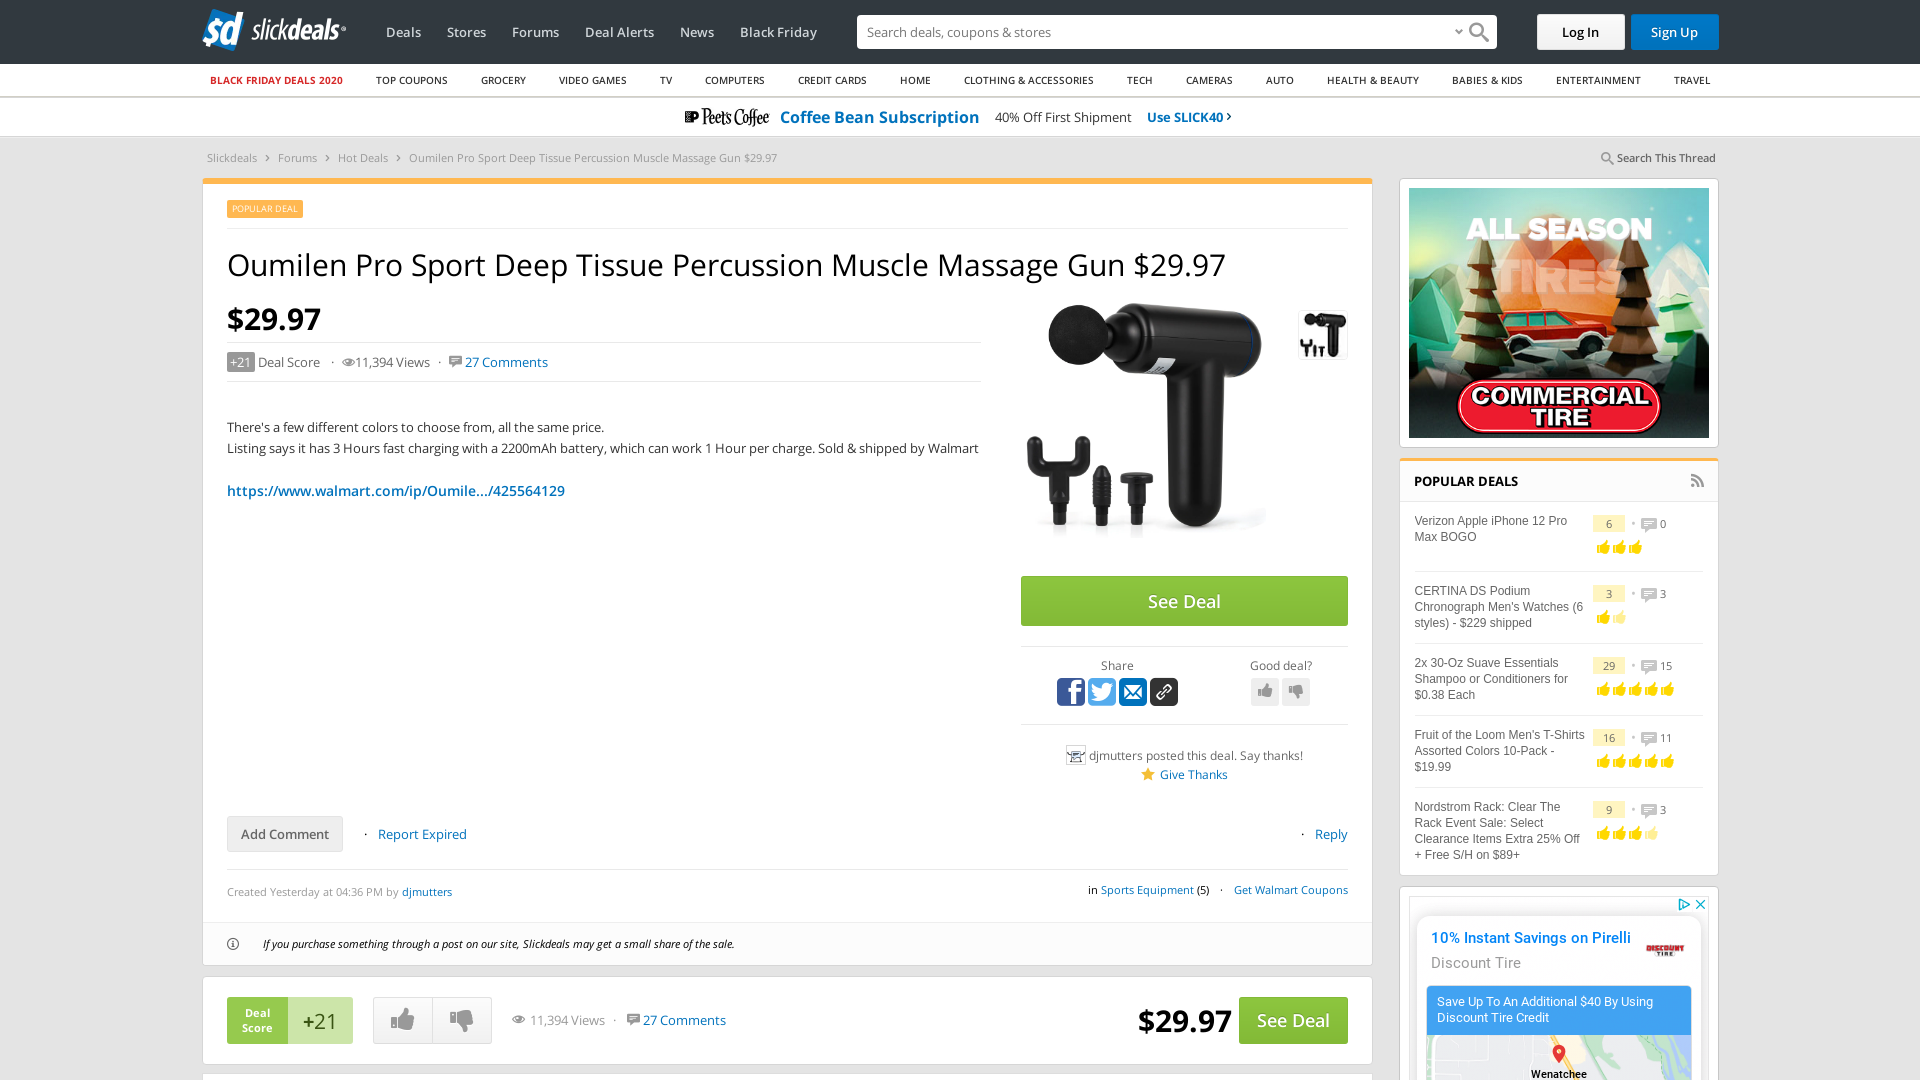 sd slickdeals
Deals Stores Forums Deal Alerts News Black Friday
Search deals, coupons & stores
Log In Sign Up
BLACK FRIDAY DEALS 2020 TOP COUPONS GROCERY VIDEO GAMES TV COMPUTERS CREDIT CARDS HOME CLOTHING & ACCESSORIES TECH CAMERAS AUTO HEALTH & BEAUTY BABIES & KIDS ENTERTAINMENT TRAVEL
Peet's Coffee Coffee Bean Subscription 40% Off First Shipment Use SLICK40
Slickdeals Forums Hot Deals Oumilen Pro Sport Deep Tissue Percussion Muscle Massage Gun $29.97
Search This Thread
POPULAR DEAL
Oumilen Pro Sport Deep Tissue Percussion Muscle Massage Gun $29.97
$29.97
+21 Deal Score · 11,394 Views · 27 Comments
There's a few different colors to choose from, all the same price.
Listing says it has 3 Hours fast charging with a 2200mAh battery, which can work 1 Hour per charge. Sold & shipped by Walmart
https://www.walmart.com/ip/Oumile.../425564129
See Deal
Share Good deal?
djmutters posted this deal. Say thanks!
Give Thanks
Add Comment · Report Expired · Reply
Created Yesterday at 04:36 PM by djmutters
in Sports Equipment (5) · Get Walmart Coupons
If you purchase something through a post on our site, Slickdeals may get a small share of the sale.
Deal
Score
+21
11,394 Views · 27 Comments
$29.97 See Deal
ALL SEASON
TIRES
COMMERCIAL
TIRE
POPULAR DEALS
Verizon Apple iPhone 12 Pro
Max BOGO
6 • 0
CERTINA DS Podium
Chronograph Men's Watches (6
styles) - $229 shipped
3 • 3
2x 30-Oz Suave Essentials
Shampoo or Conditioners for
$0.38 Each
29 • 15
Fruit of the Loom Men's T-Shirts
Assorted Colors 10-Pack -
$19.99
16 • 11
Nordstrom Rack: Clear The
Rack Event Sale: Select
Clearance Items Extra 25% Off
+ Free S/H on $89+
9 • 3
10% Instant Savings on Pirelli
DISCOUNT
TIRE
Discount Tire
Save Up To An Additional $40 By Using
Discount Tire Credit
Wenatchee